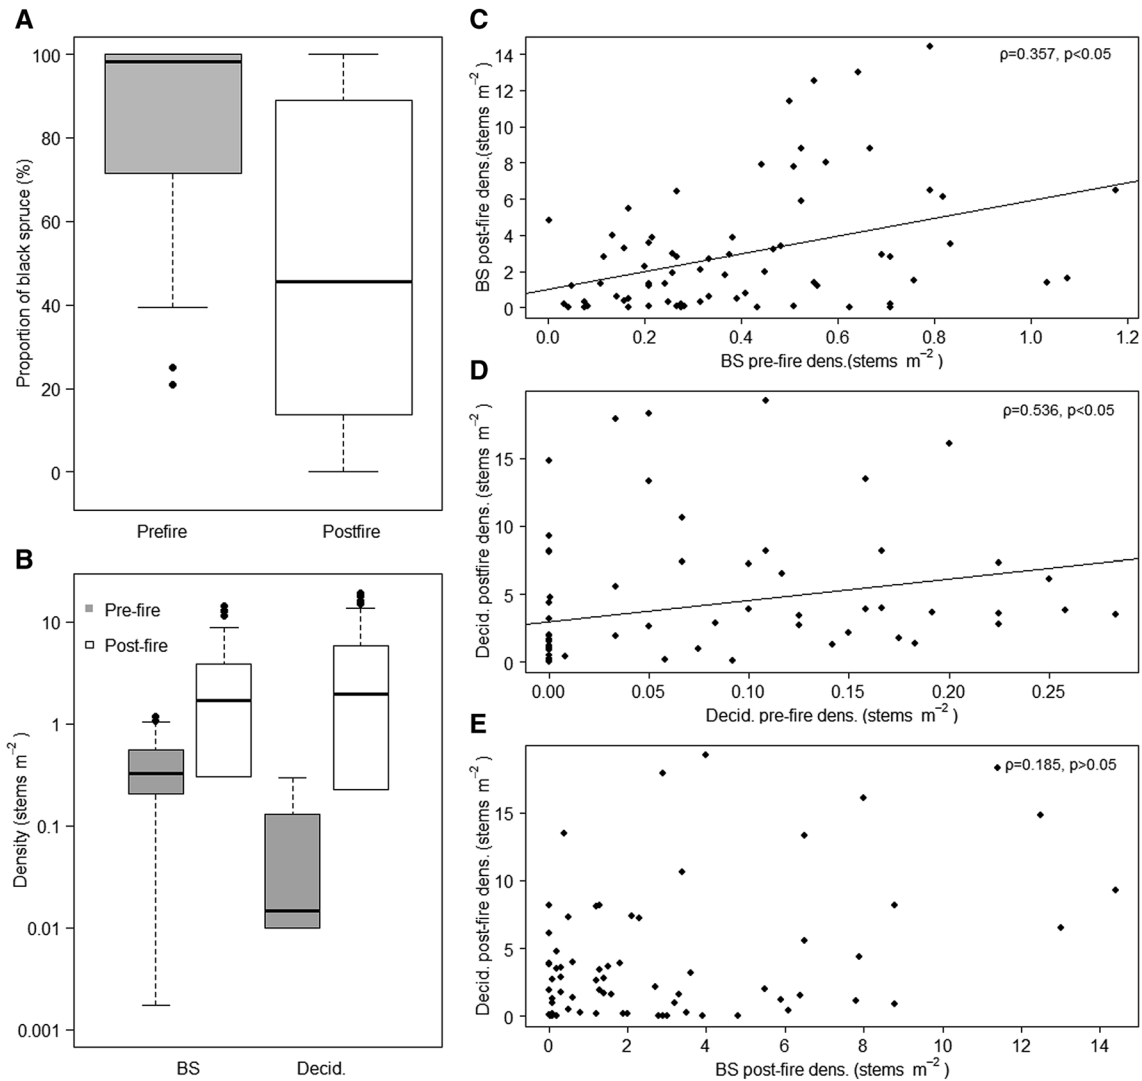 A
Proportion of black spruce (%)
100
80
60
40
20
0
Prefire Postfire
B
Density (stems m⁻²)
Pre-fire
Post-fire
10
1
0.1
0.01
0.001
BS Decid.
C
BS post-fire dens.(stems m⁻²)
ρ=0.357, p<0.05
14
12
10
8
6
4
2
0
0.0 0.2 0.4 0.6 0.8 1.0 1.2
BS pre-fire dens.(stems m⁻²)
D
Decid. postfire dens. (stems m⁻²)
ρ=0.536, p<0.05
15
10
5
0
0.00 0.05 0.10 0.15 0.20 0.25
Decid. pre-fire dens. (stems m⁻²)
E
Decid. post-fire dens. (stems m⁻²)
ρ=0.185, p>0.05
15
10
5
0
0 2 4 6 8 10 12 14
BS post-fire dens. (stems m⁻²)